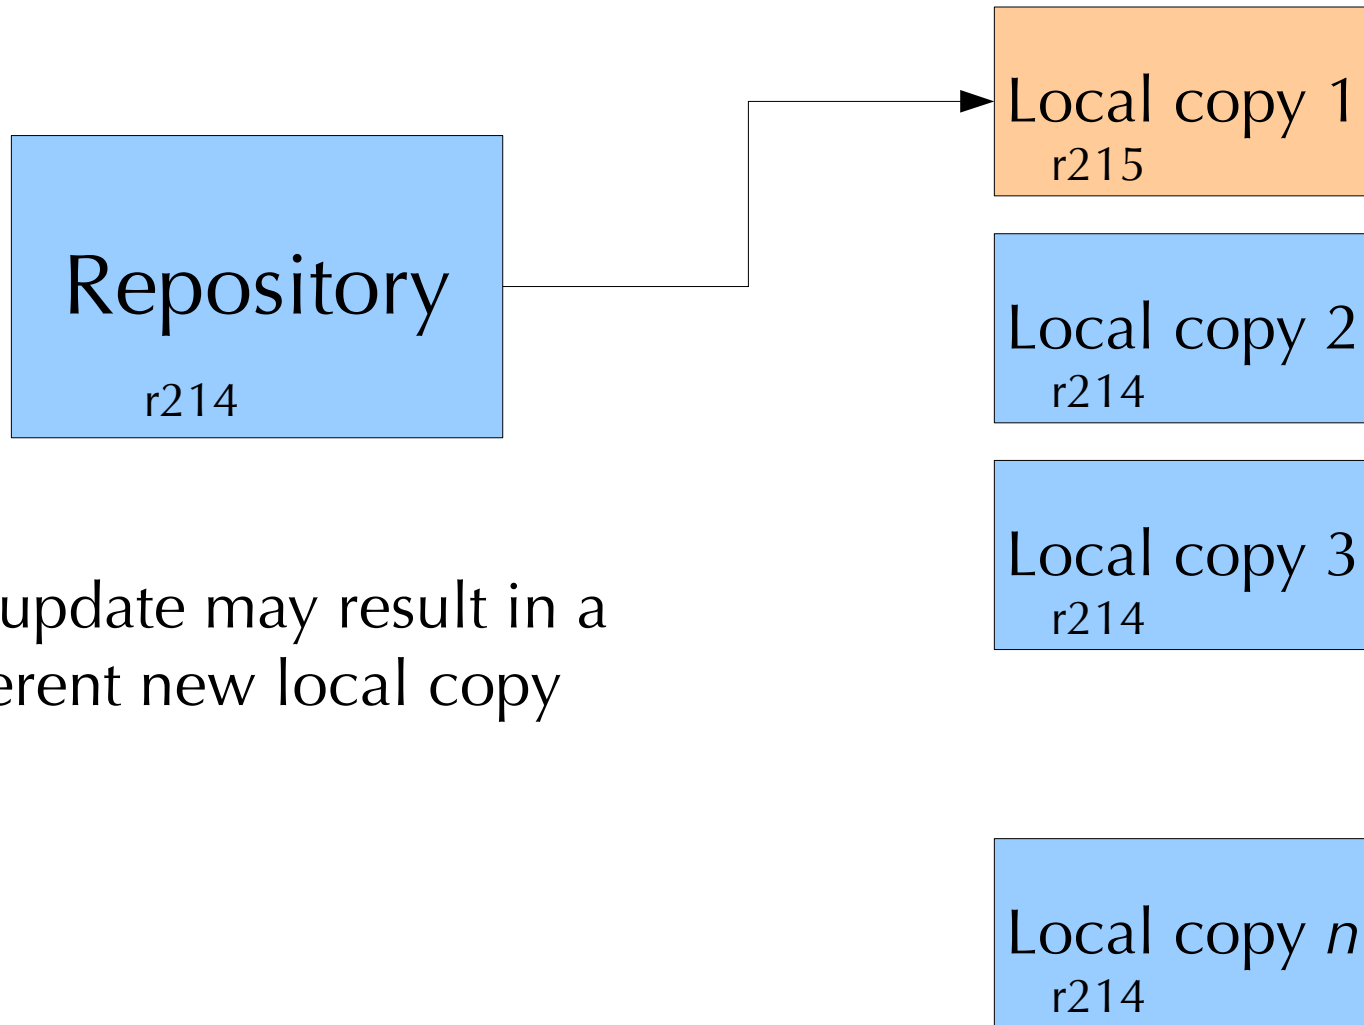 Repository
r214
update may result in a
erent new local copy
Local copy 1
r215
Local copy 2
r214
Local copy 3
r214
Local copy n
r214